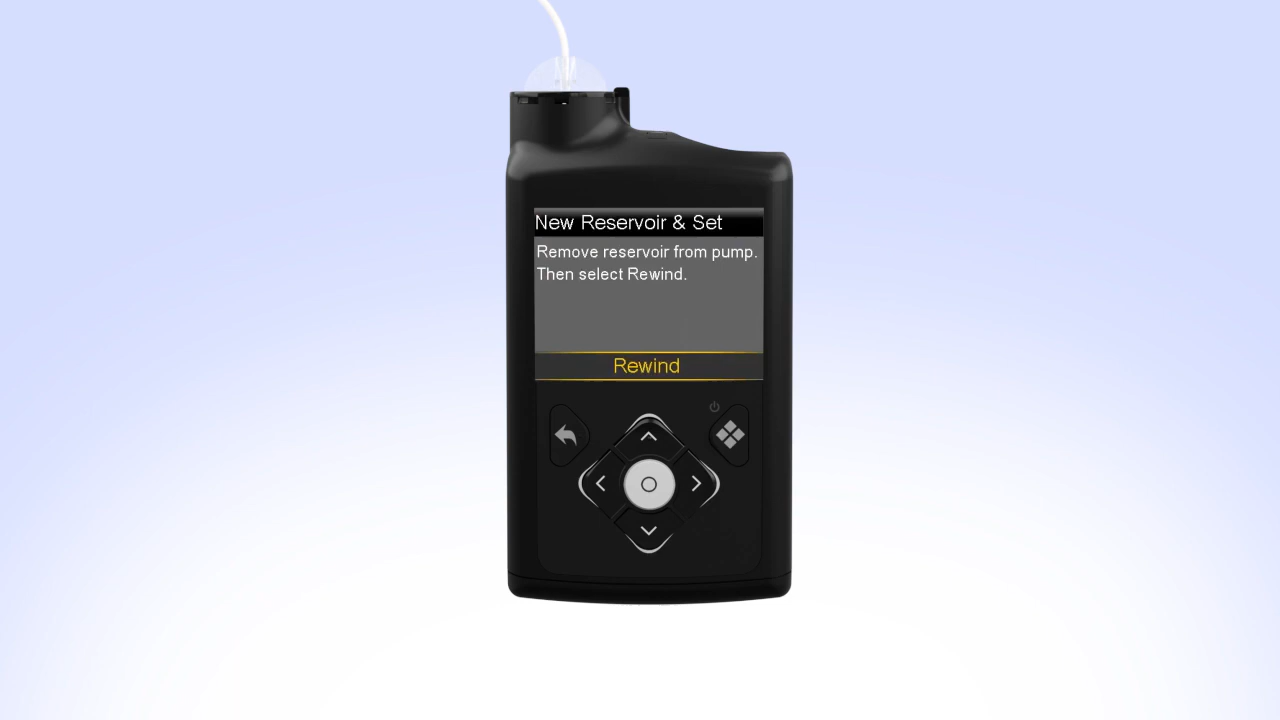 New Reservoir & Set
Remove reservoir from pump.
Then select Rewind.
Rewind